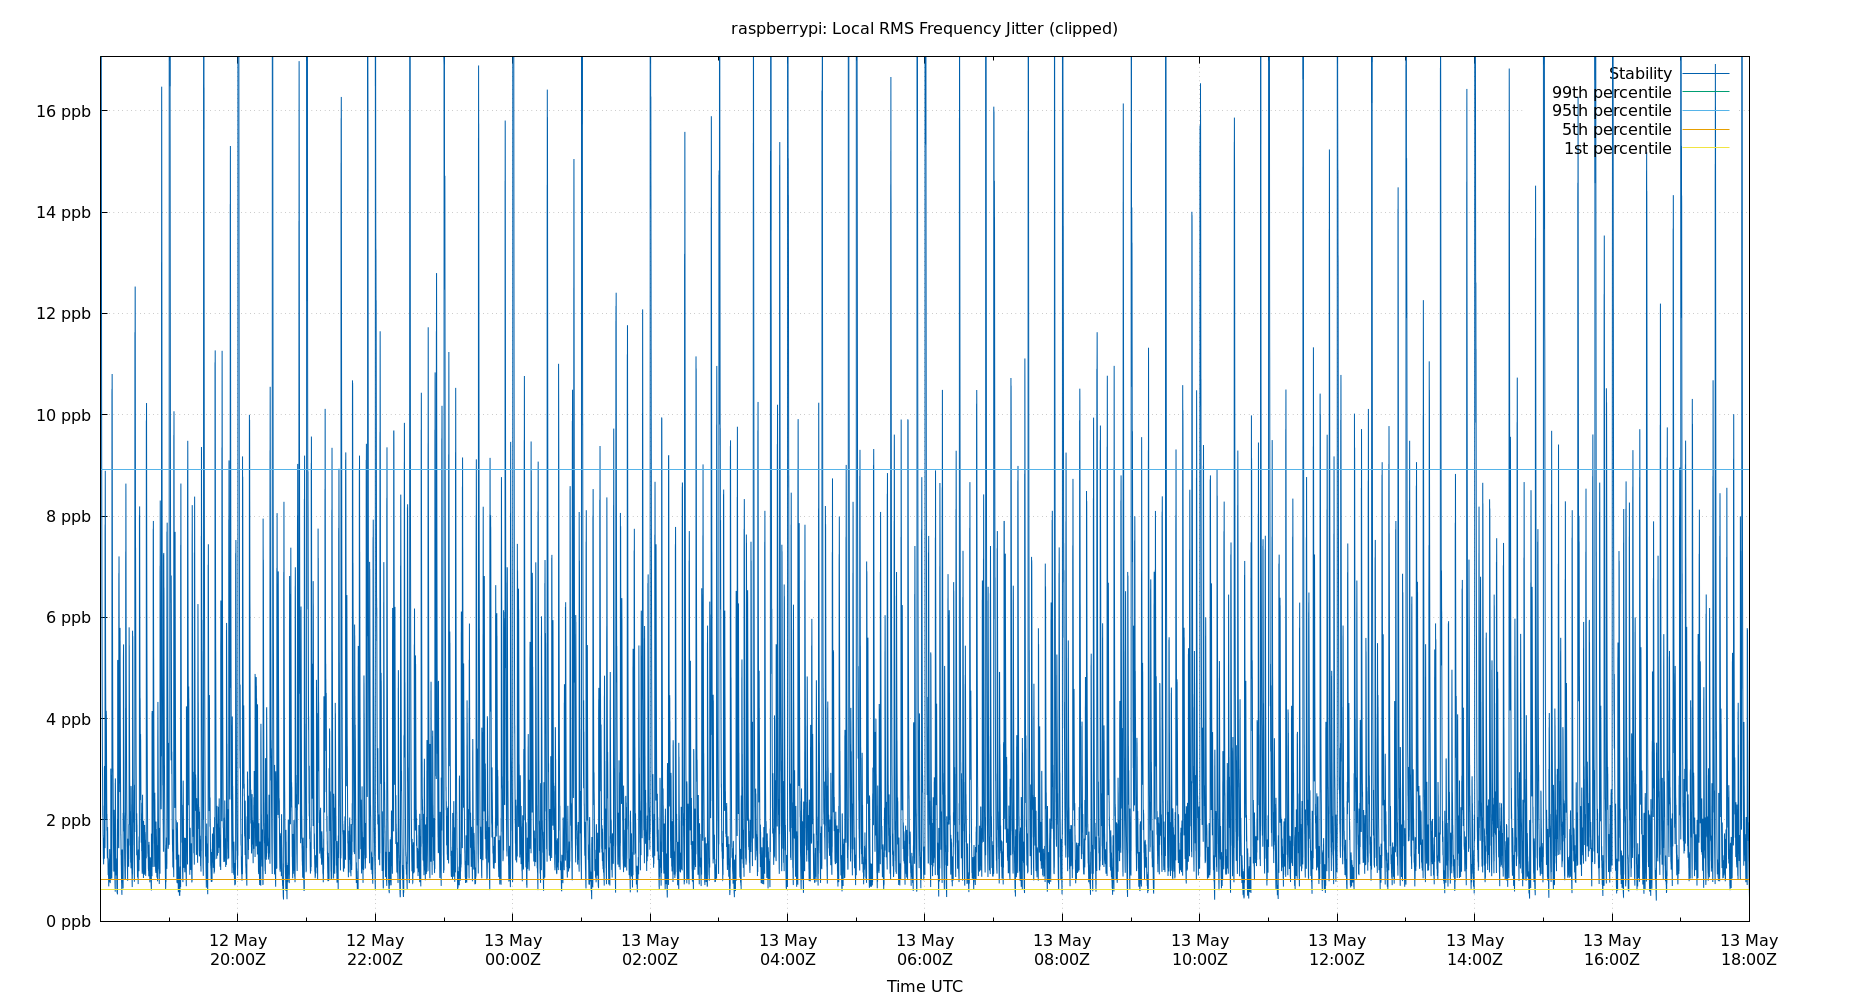 raspberrypi: Local RMS Frequency Jitter (clipped)
Stability
99th percentile
95th percentile
5th percentile
1st percentile
16 ppb
14 ppb
12 ppb
10 ppb
8 ppb
6 ppb
4 ppb
2 ppb
0 ppb
12 May 12 May 13 May 13 May 13 May 13 May 13 May 13 May 13 May 13 May 13 May 13 May
20:00Z 22:00Z 00:00Z 02:00Z 04:00Z 06:00Z 08:00Z 10:00Z 12:00Z 14:00Z 16:00Z 18:00Z
Time UTC